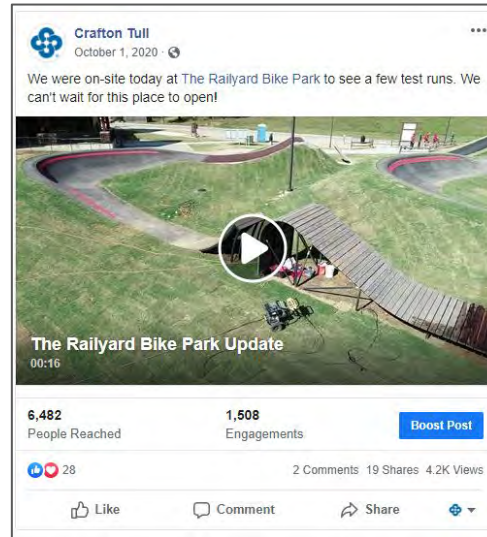 Crafton Tull
October 1, 2020 ·
We were on-site today at The Railyard Bike Park to see a few test runs. We
can't wait for this place to open!
The Railyard Bike Park Update
00:16
6,482
People Reached
1,508
Engagements
Boost Post
28
2 Comments 19 Shares 4.2K Views
Like
Comment
Share